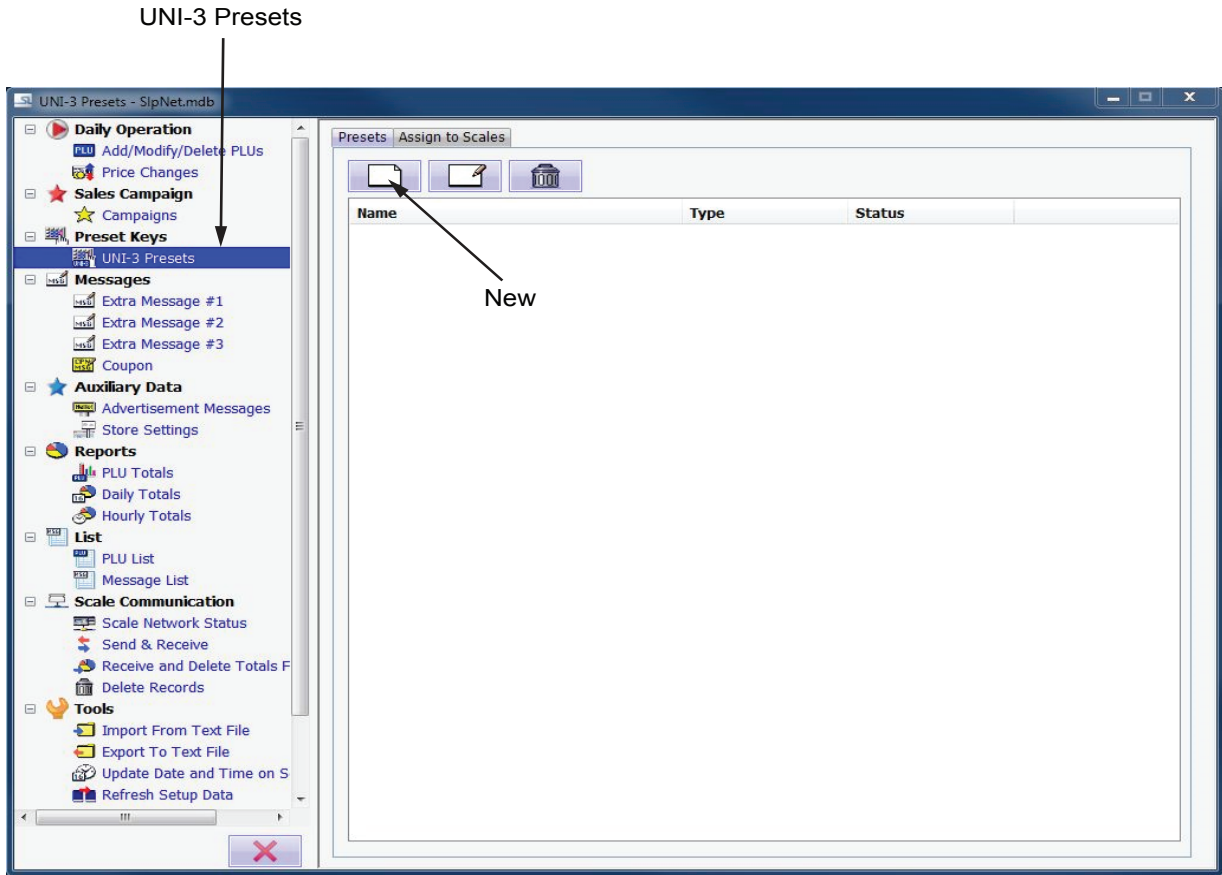 UNI-3 Presets
UNI-3 Presets - SlpNet.mdb
Daily Operation
Add/Modify/Delete PLUs
Price Changes
Sales Campaign
Campaigns
Preset Keys
UNI-3 Presets
Messages
Extra Message #1
Extra Message #2
Extra Message #3
Coupon
Auxiliary Data
Advertisement Messages
Store Settings
Reports
PLU Totals
Daily Totals
Hourly Totals
List
PLU List
Message List
Scale Communication
Scale Network Status
Send & Receive
Receive and Delete Totals F
Delete Records
Tools
Import From Text File
Export To Text File
Update Date and Time on S
Refresh Setup Data
Presets Assign to Scales
Name Type Status
New